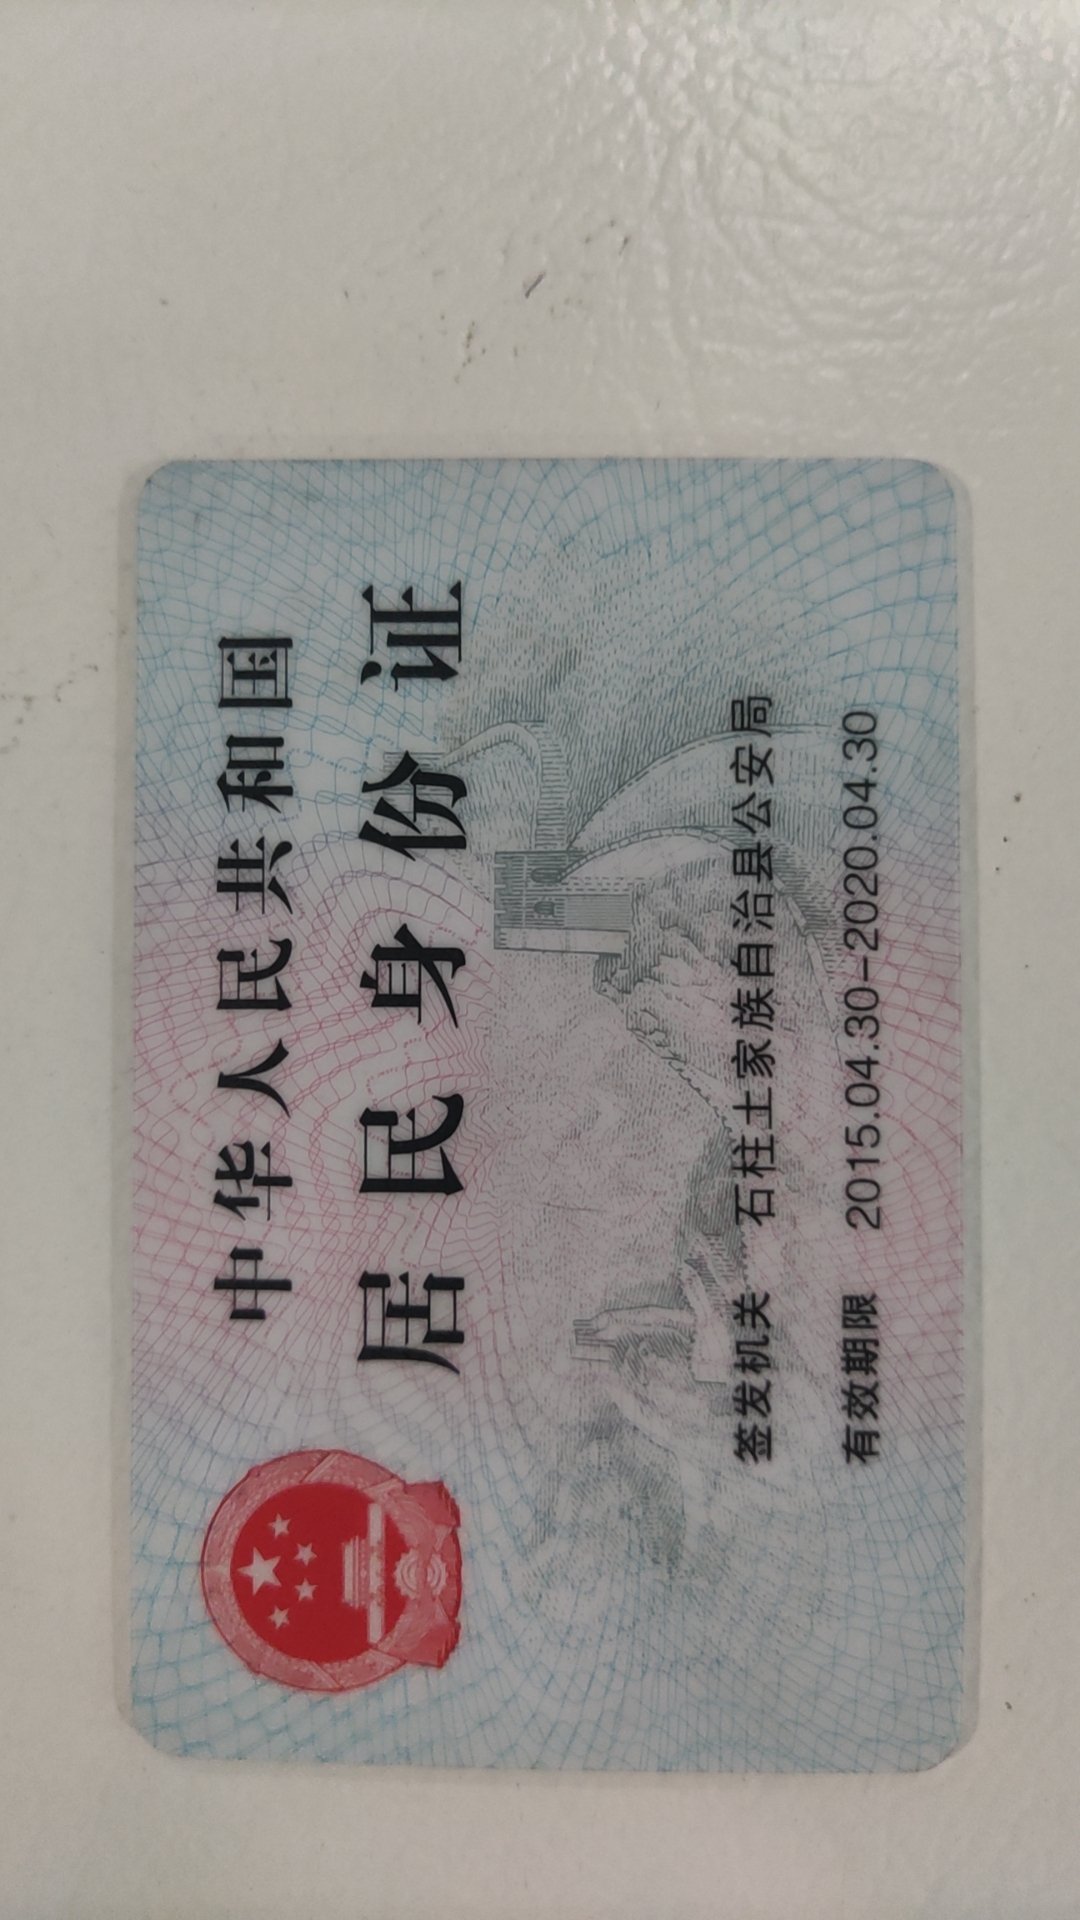 中华人民共和国
居民身份证
签发机关 石柱土家族自治县公安局
有效期限 2015.04.30-2020.04.30